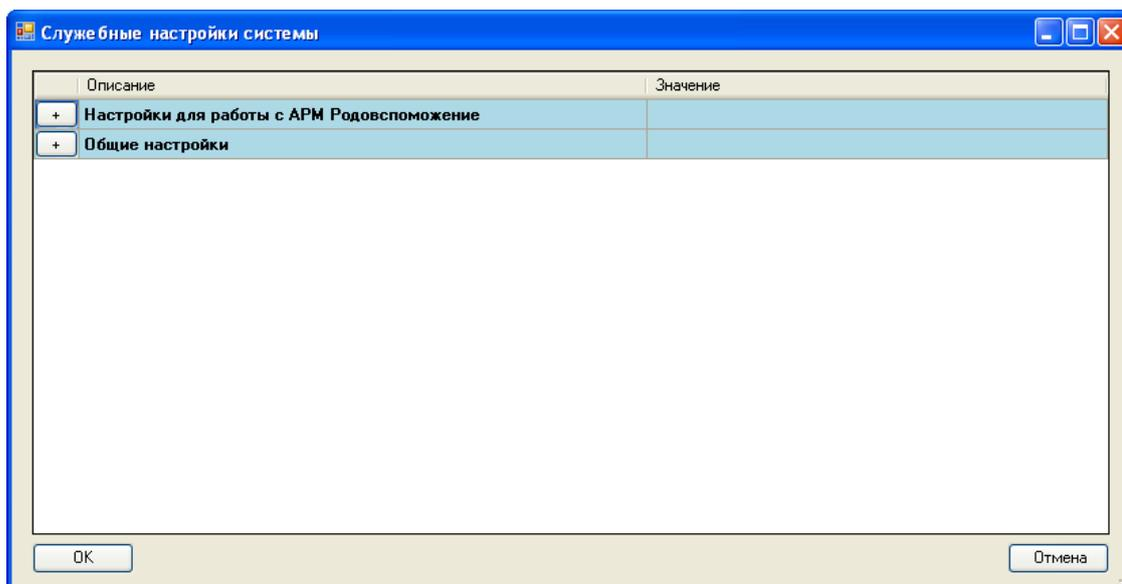 Служебные настройки системы
Описание Значение
+ Настройки для работы с АРМ Родовспоможение
+ Общие настройки
OK Отмена